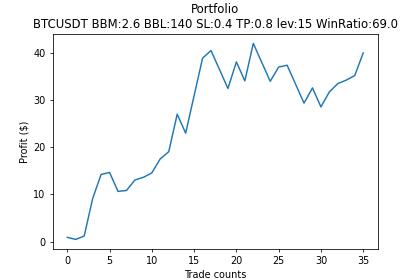 Portfolio
BTCUSDT BBM:2.6 BBL:140 SL:0.4 TP:0.8 lev:15 WinRatio:69.0
40
30
20
10
0
Profit ($)
0 5 10 15 20 25 30 35
Trade counts